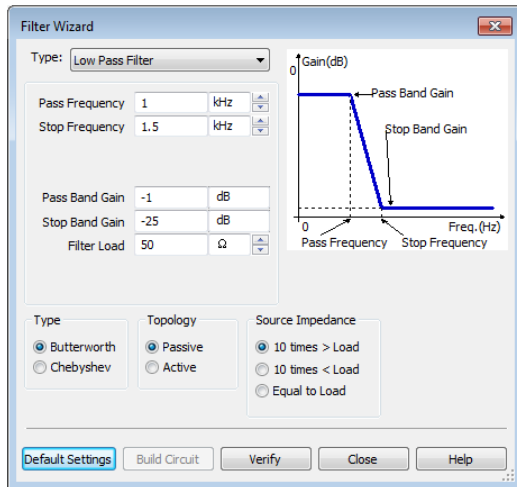 Filter Wizard
Type: Low Pass Filter
Pass Frequency 1 kHz
Stop Frequency 1.5 kHz
Pass Band Gain -1 dB
Stop Band Gain -25 dB
Filter Load 50 Ω
Gain(dB)
0
Pass Band Gain
Stop Band Gain
0
Freq.(Hz)
Pass Frequency Stop Frequency
Type
Butterworth
Chebyshev
Topology
Passive
Active
Source Impedance
10 times > Load
10 times < Load
Equal to Load
Default Settings Build Circuit Verify Close Help